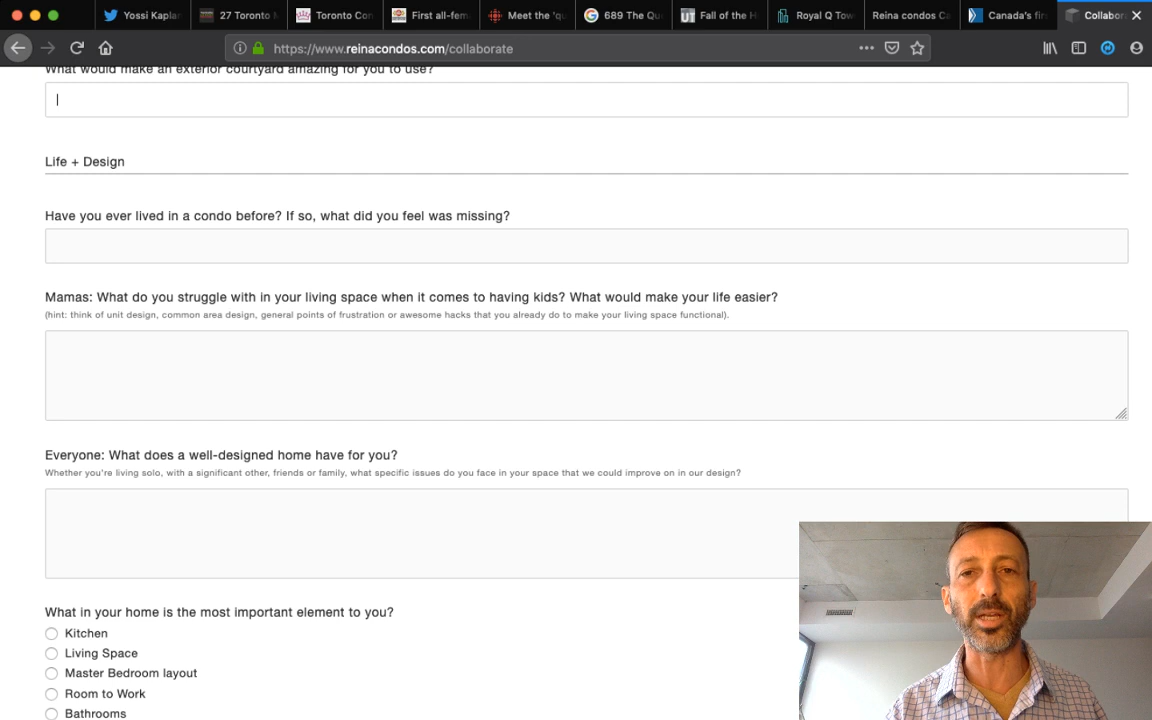 Yossi Kaplan
27 Toronto
Toronto Con
First all-fem
Meet the 'qu
689 The Qu
Fall of the H
Royal Q Tow
Reina condos Ca
Canada's firs
Collabor
https://www.reinacondos.com/collaborate
What would make an exterior courtyard amazing for you to use?
Life + Design
Have you ever lived in a condo before? If so, what did you feel was missing?
Mamas: What do you struggle with in your living space when it comes to having kids? What would make your life easier?
(hint: think of unit design, common area design, general points of frustration or awesome hacks that you already do to make your living space functional).
Everyone: What does a well-designed home have for you?
Whether you're living solo, with a significant other, friends or family, what specific issues do you face in your space that we could improve on in our design?
What in your home is the most important element to you?
Kitchen
Living Space
Master Bedroom layout
Room to Work
Bathrooms